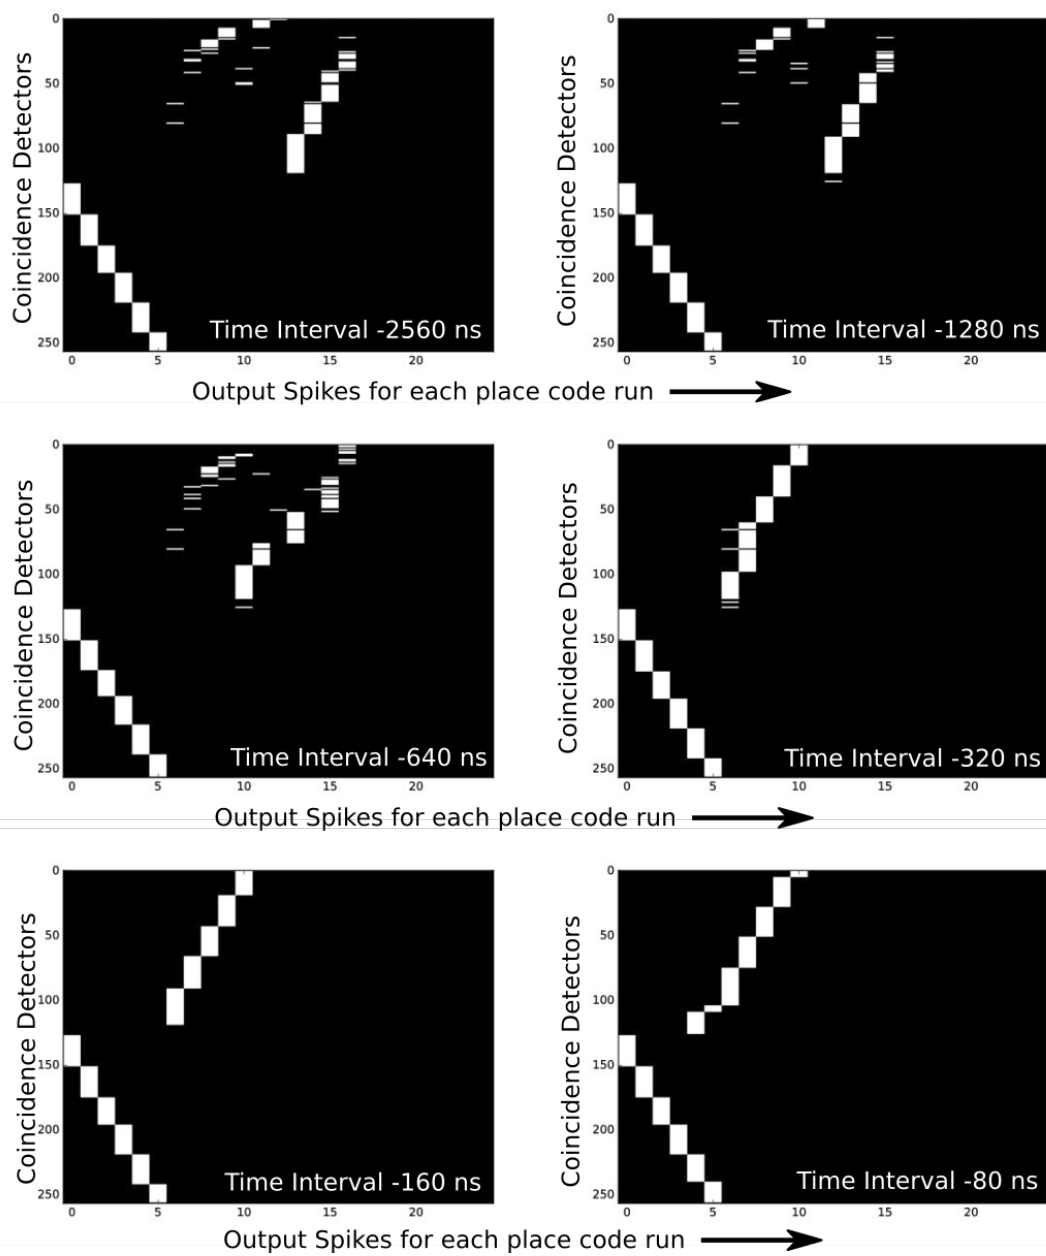 Coincidence Detectors
0
50
100
150
200
250
Time Interval -2560 ns
0 5 10 15 20
Coincidence Detectors
0
50
100
150
200
250
Time Interval -1280 ns
0 5 10 15 20
Output Spikes for each place code run
Coincidence Detectors
0
50
100
150
200
250
Time Interval -640 ns
0 5 10 15 20
Coincidence Detectors
0
50
100
150
200
250
Time Interval -320 ns
0 5 10 15 20
Output Spikes for each place code run
Coincidence Detectors
0
50
100
150
200
250
Time Interval -160 ns
0 5 10 15 20
Coincidence Detectors
0
50
100
150
200
250
Time Interval -80 ns
0 5 10 15 20
Output Spikes for each place code run